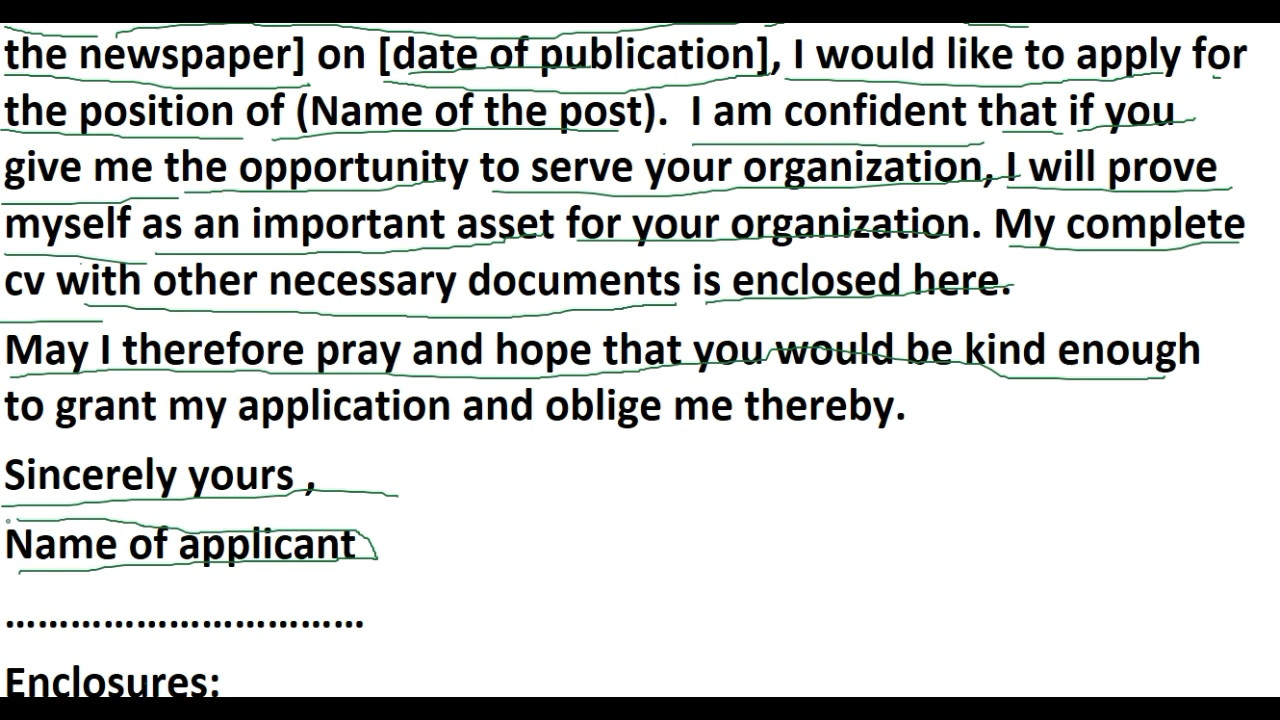 the newspaper] on [date of publication], I would like to apply for
the position of (Name of the post).  I am confident that if you
give me the opportunity to serve your organization, I will prove
myself as an important asset for your organization. My complete
cv with other necessary documents is enclosed here.
May I therefore pray and hope that you would be kind enough
to grant my application and oblige me thereby.
Sincerely yours ,
Name of applicant
.................................
Enclosures: